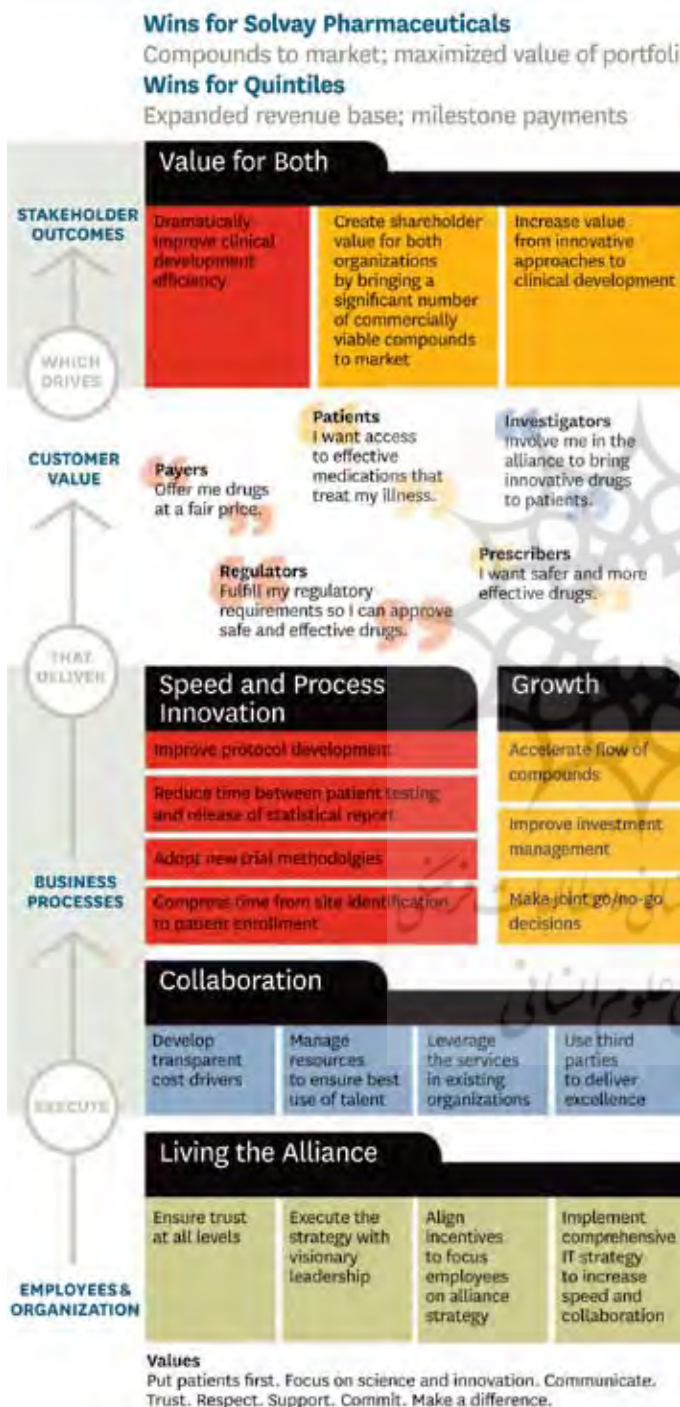 Wins for Solvay Pharmaceuticals
Compounds to market; maximized value of portfoli
Wins for Quintiles
Expanded revenue base; milestone payments
Value for Both
STAKEHOLDER
OUTCOMES
Dramatically
improve clinical
development
efficiency
Create shareholder
value for both
organizations
by bringing a
significant number
of commercially
viable compounds
to market
Increase value
from innovative
approaches to
clinical development
WHICH
DRIVES
CUSTOMER
VALUE
Payers
Offer me drugs
at a fair price.
Patients
I want access
to effective
medications that
treat my illness.
Investigators
Involve me in the
alliance to bring
innovative drugs
to patients.
Regulators
Fulfill my regulatory
requirements so I can approve
safe and effective drugs.
Prescribers
I want safer and more
effective drugs.
THAT
DELIVER
Speed and Process
Innovation
Improve protocol development
Reduce time between patient testing
and release of statistical report
Adopt new trial methodolgies
Compress time from site identification
to patient enrollment
Growth
Accelerate flow of
compounds
Improve investment
management
Make joint go/no-go
decisions
BUSINESS
PROCESSES
Collaboration
Develop
transparent
cost drivers
Manage
resources
to ensure best
use of talent
Leverage
the services
in existing
organizations
Use third
parties
to deliver
excellence
EXECUTE
Living the Alliance
Ensure trust
at all levels
Execute the
strategy with
visionary
leadership
Align
incentives
to focus
employees
on alliance
strategy
Implement
comprehensive
IT strategy
to increase
speed and
collaboration
EMPLOYEES &
ORGANIZATION
Values
Put patients first. Focus on science and innovation. Communicate.
Trust. Respect. Support. Commit. Make a difference.